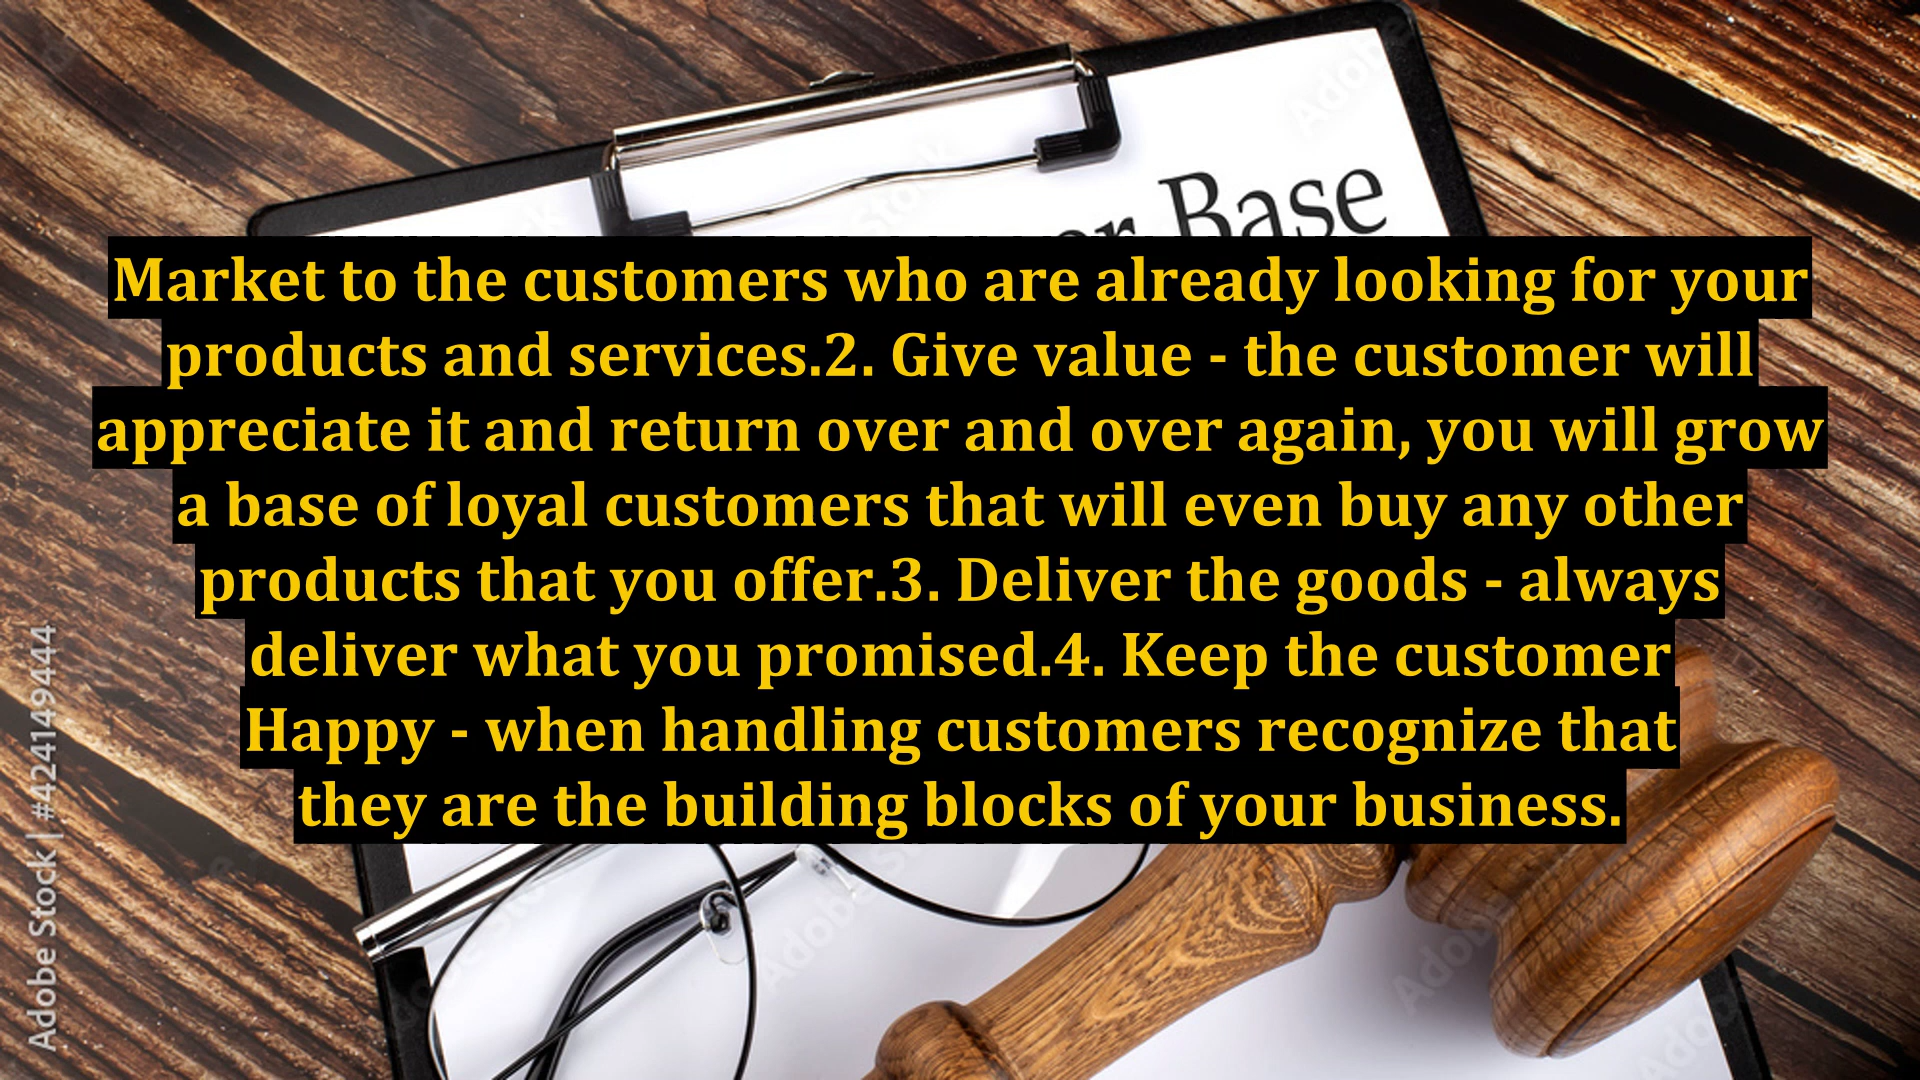 er Base
Market to the customers who are already looking for your
products and services.2. Give value - the customer will
appreciate it and return over and over again, you will grow
a base of loyal customers that will even buy any other
products that you offer.3. Deliver the goods - always
deliver what you promised.4. Keep the customer
Happy - when handling customers recognize that
they are the building blocks of your business.
Adobe Stock | #424149444